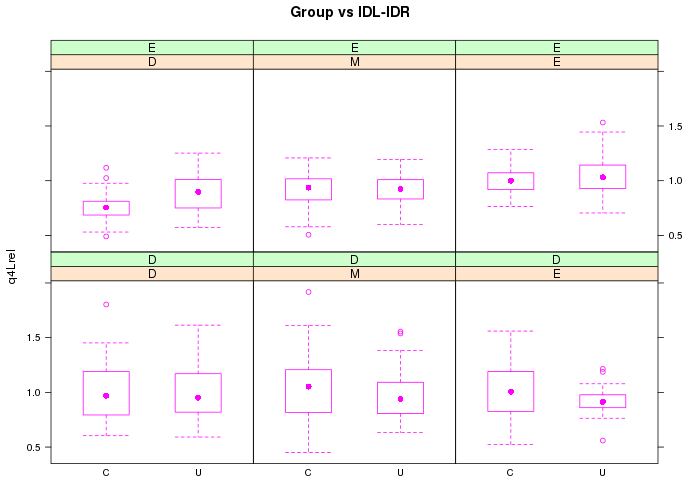 Group vs IDL-IDR
E E E
D M E
1.5
1.0
0.5
q4Lrel
D D D
D M E
1.5
1.0
0.5
C U C U C U